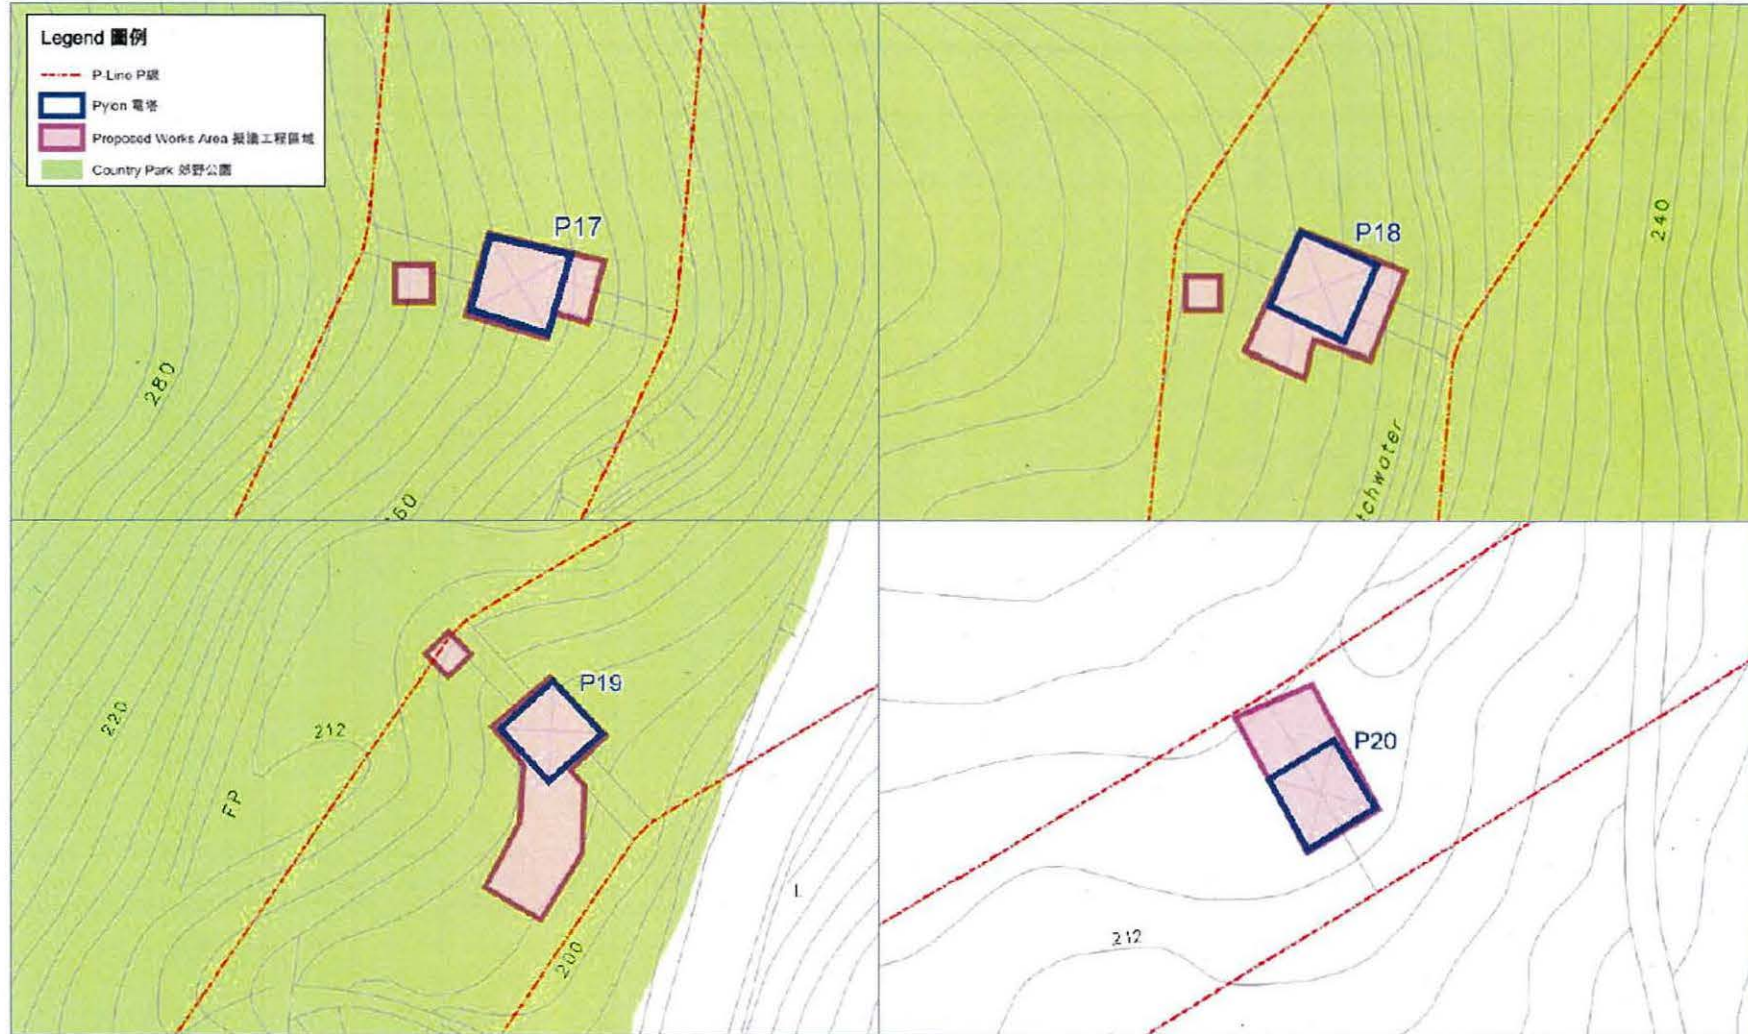 Legend 圖例
P-Line P線
Pylon 電塔
Proposed Works Area 擬議工程區域
Country Park 郊野公園
P17
280
P18
240
tchwater
P19
220
212
FP
200
P20
212